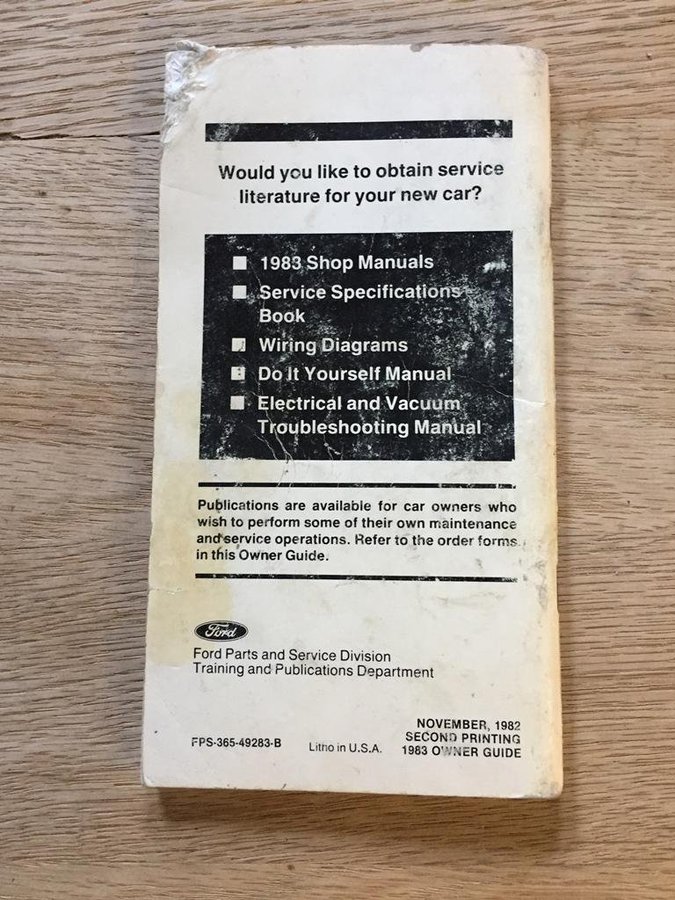 Would you like to obtain service
literature for your new car?
1983 Shop Manuals
Service Specifications
Book
Wiring Diagrams
Do It Yourself Manual
Electrical and Vacuum
Troubleshooting Manual
Publications are available for car owners who
wish to perform some of their own maintenance
and service operations. Refer to the order forms
in this Owner Guide.
Ford
Ford Parts and Service Division
Training and Publications Department
NOVEMBER, 1982
SECOND PRINTING
FPS-365-49283-B Litho in U.S.A. 1983 OWNER GUIDE